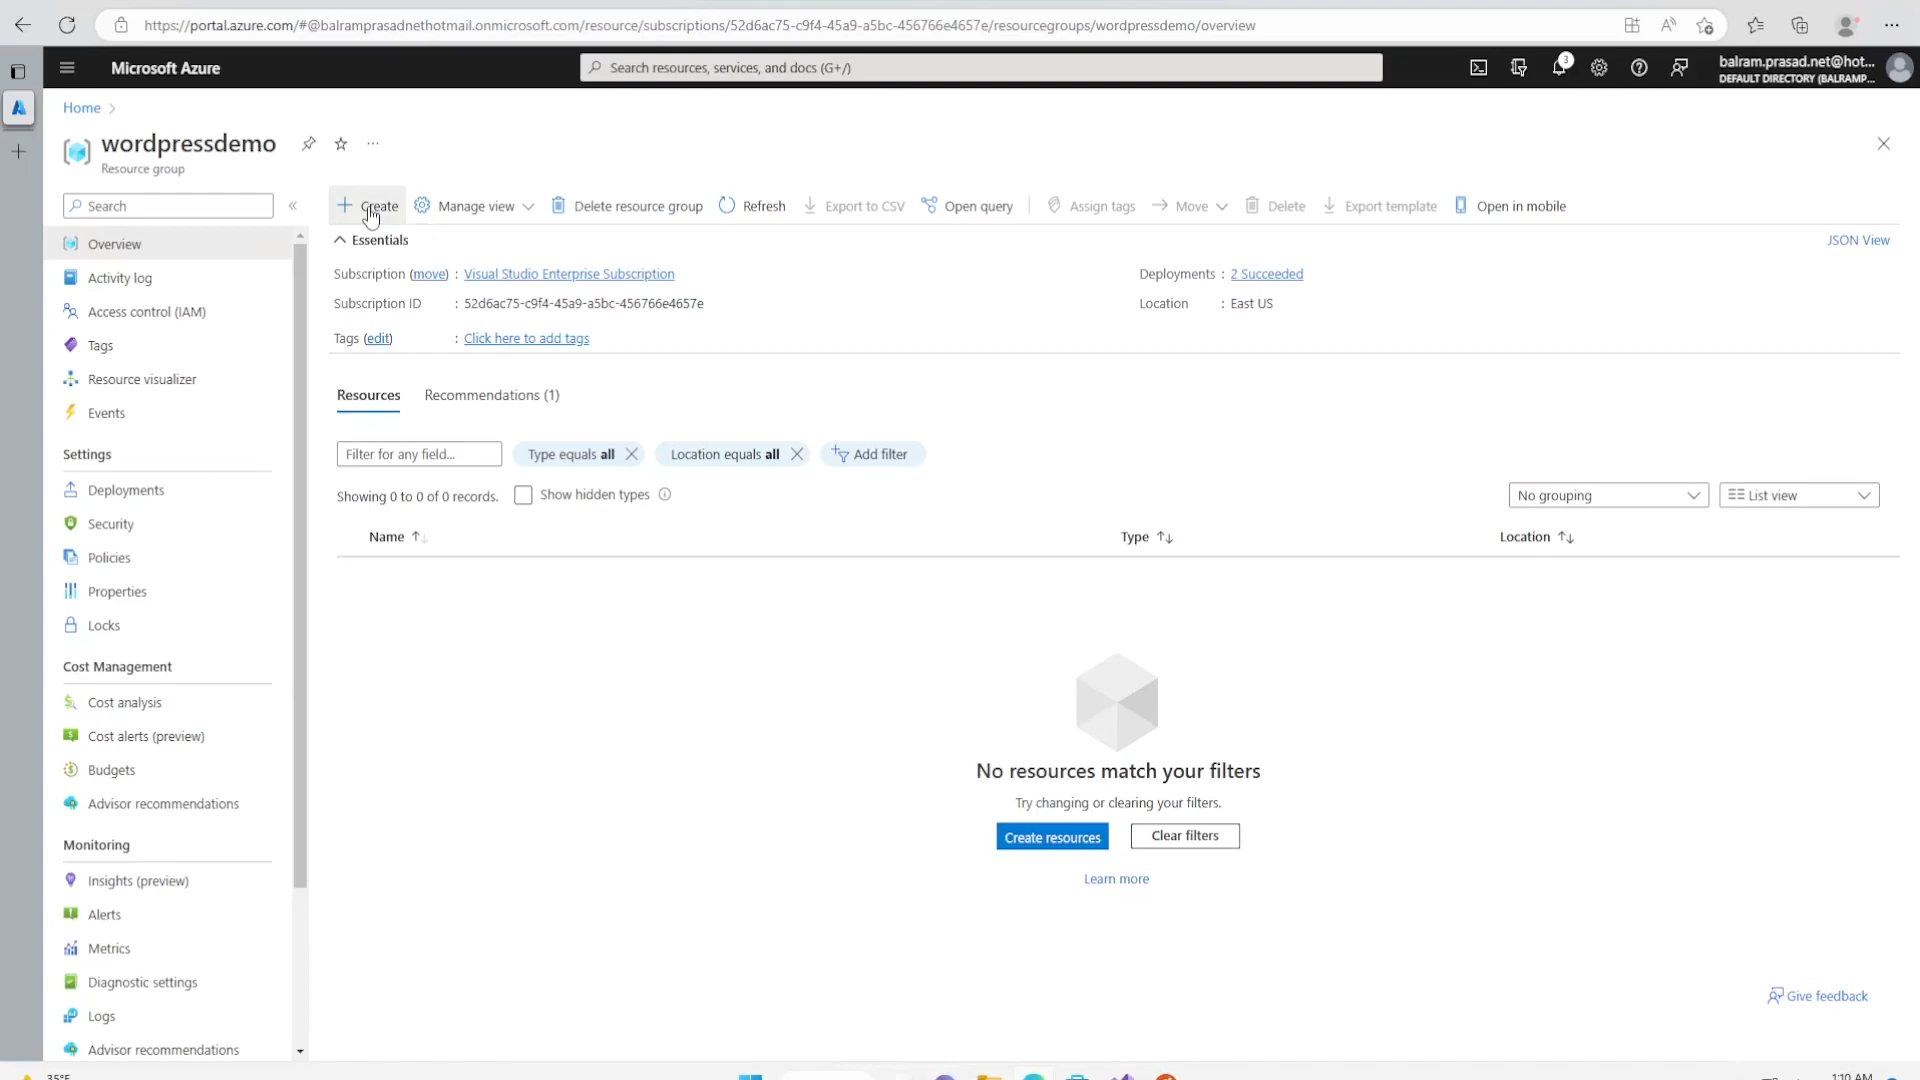 https://portal.azure.com/#@balramprasadnethotmail.onmicrosoft.com/resource/subscriptions/52d6ac75-c9f4-45a9-a5bc-456766e4657e/resourcegroups/wordpressdemo/overview
Microsoft Azure
Search resources, services, and docs (G+/)
3
balram.prasad.net@hot...
DEFAULT DIRECTORY (BALRAMP...
Home
wordpressdemo
Resource group
Search
Create
Manage view
Delete resource group
Refresh
Export to CSV
Open query
Assign tags
Move
Delete
Export template
Open in mobile
Overview
Activity log
Access control (IAM)
Tags
Resource visualizer
Events
Settings
Deployments
Security
Policies
Properties
Locks
Cost Management
Cost analysis
Cost alerts (preview)
Budgets
Advisor recommendations
Monitoring
Insights (preview)
Alerts
Metrics
Diagnostic settings
Logs
Advisor recommendations
Essentials
JSON View
Subscription (move) : Visual Studio Enterprise Subscription
Deployments : 2 Succeeded
Subscription ID : 52d6ac75-c9f4-45a9-a5bc-456766e4657e
Location : East US
Tags (edit) : Click here to add tags
Resources
Recommendations (1)
Filter for any field...
Type equals all
Location equals all
Add filter
Showing 0 to 0 of 0 records.
Show hidden types
No grouping
List view
Name
Type
Location
No resources match your filters
Try changing or clearing your filters.
Create resources
Clear filters
Learn more
Give feedback
35°F
1:10 AM